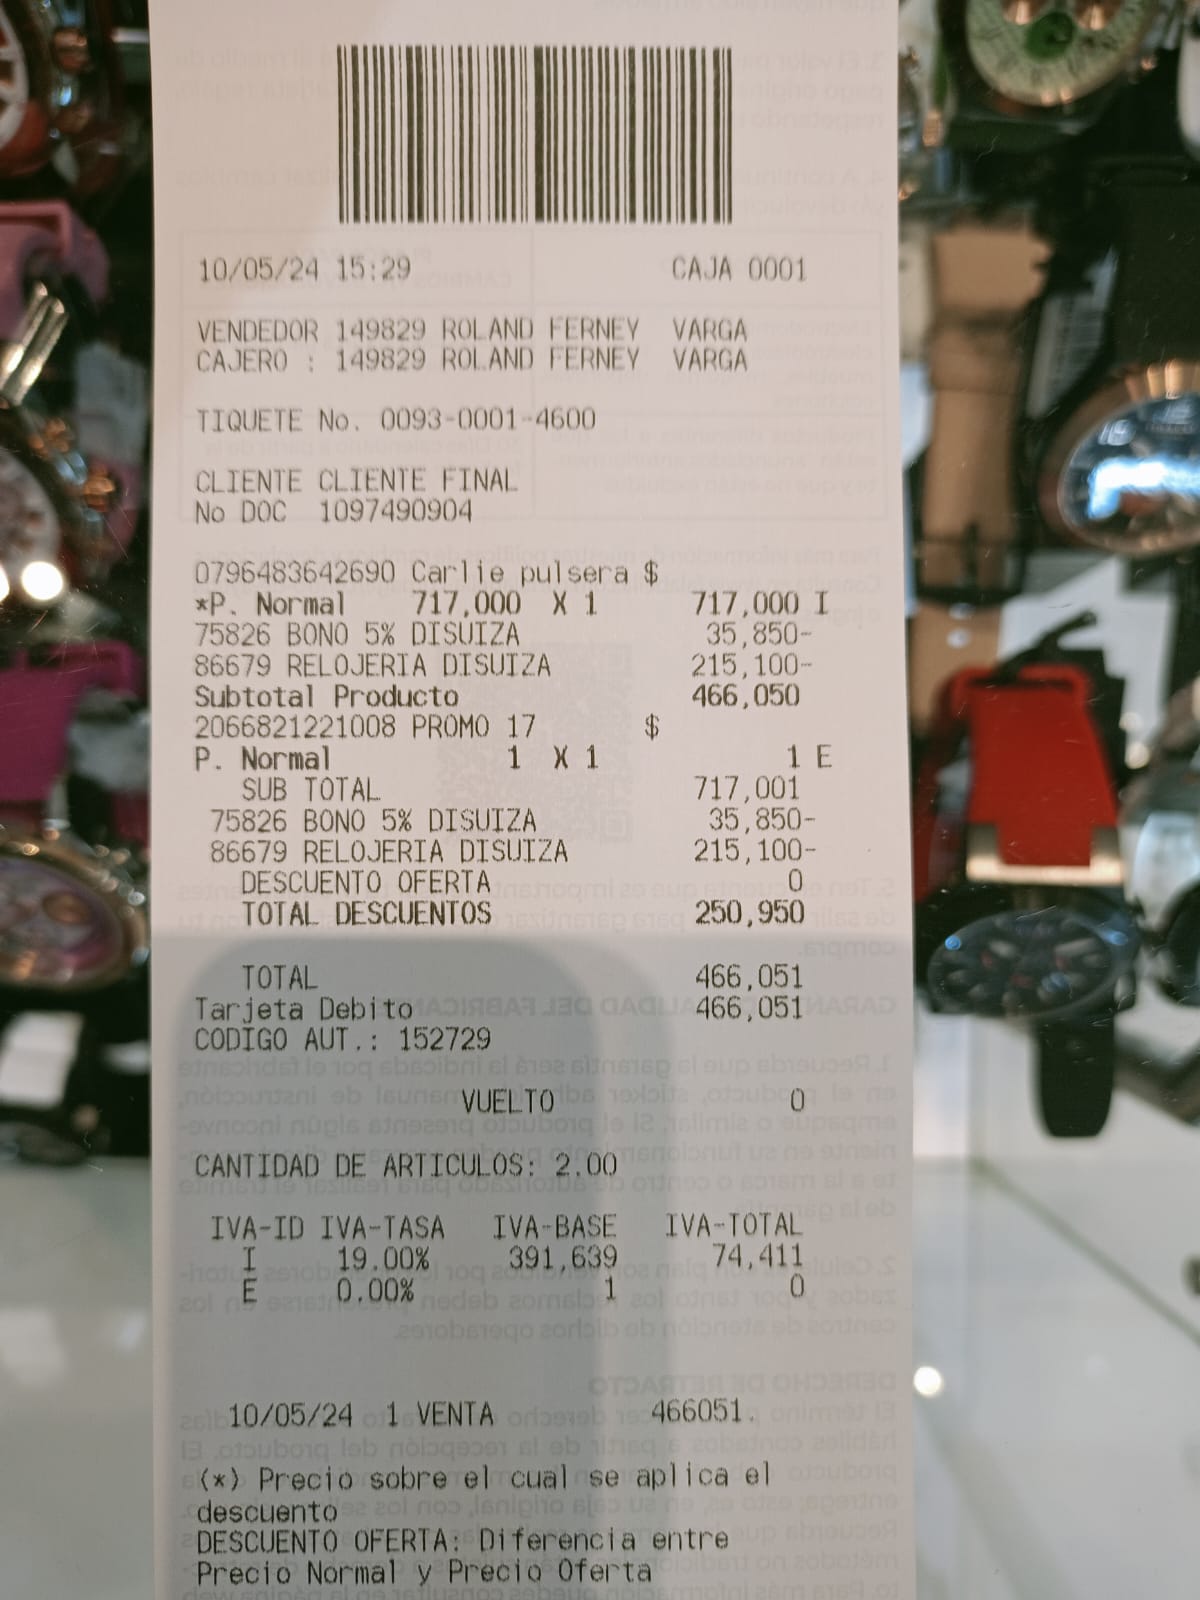 10/05/24 15:29 CAJA 0001
VENDEDOR 149829 ROLAND FERNEY VARGA
CAJERO : 149829 ROLAND FERNEY VARGA
TIQUETE No. 0093-0001-4600
CLIENTE CLIENTE FINAL
No DOC 1097490904
0796483642690 Carlie pulsera $
*P. Normal 717,000 X 1 717,000 I
75826 BONO 5% DISUIZA 35,850-
86679 RELOJERIA DISUIZA 215,100-
Subtotal Producto 466,050
2066821221008 PROMO 17 $
P. Normal 1 X 1 1 E
SUB TOTAL 717,001
75826 BONO 5% DISUIZA 35,850-
86679 RELOJERIA DISUIZA 215,100-
DESCUENTO OFERTA 0
TOTAL DESCUENTOS 250,950
TOTAL 466,051
Tarjeta Debito 466,051
CODIGO AUT.: 152729
VUELTO 0
CANTIDAD DE ARTICULOS: 2.00
IVA-ID IVA-TASA IVA-BASE IVA-TOTAL
I 19.00% 391,639 74,411
E 0.00% 1 0
10/05/24 1 VENTA 466051.
(*) Precio sobre el cual se aplica el
descuento
DESCUENTO OFERTA: Diferencia entre
Precio Normal y Precio Oferta